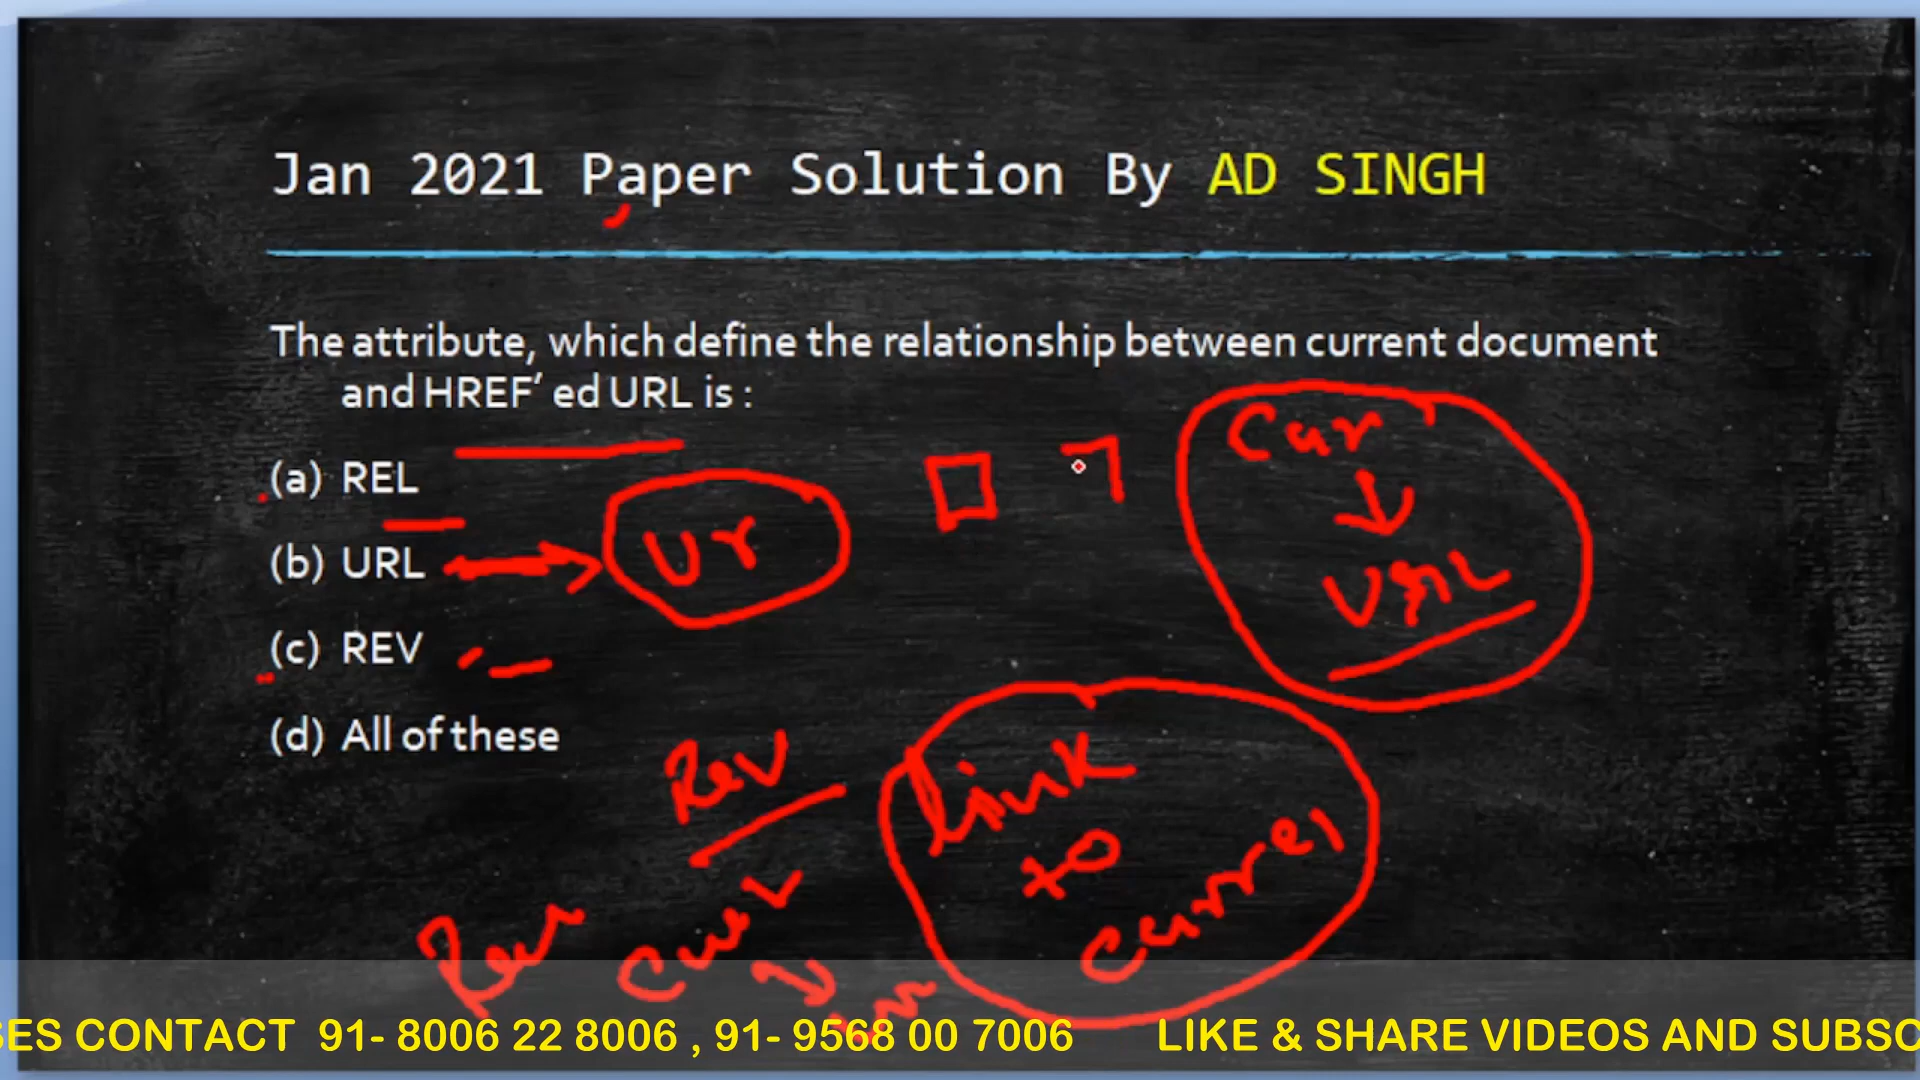 Jan 2021 Paper Solution By AD SINGH
The attribute, which define the relationship between current document
and HREF’ ed URL is :
(a) REL
(b) URL
(c) REV
(d) All of these
Cur
URL
Ur
Rev
link
to
SES CONTACT 91- 8006 22 8006 , 91- 9568 00 7006 LIKE & SHARE VIDEOS AND SUBSC